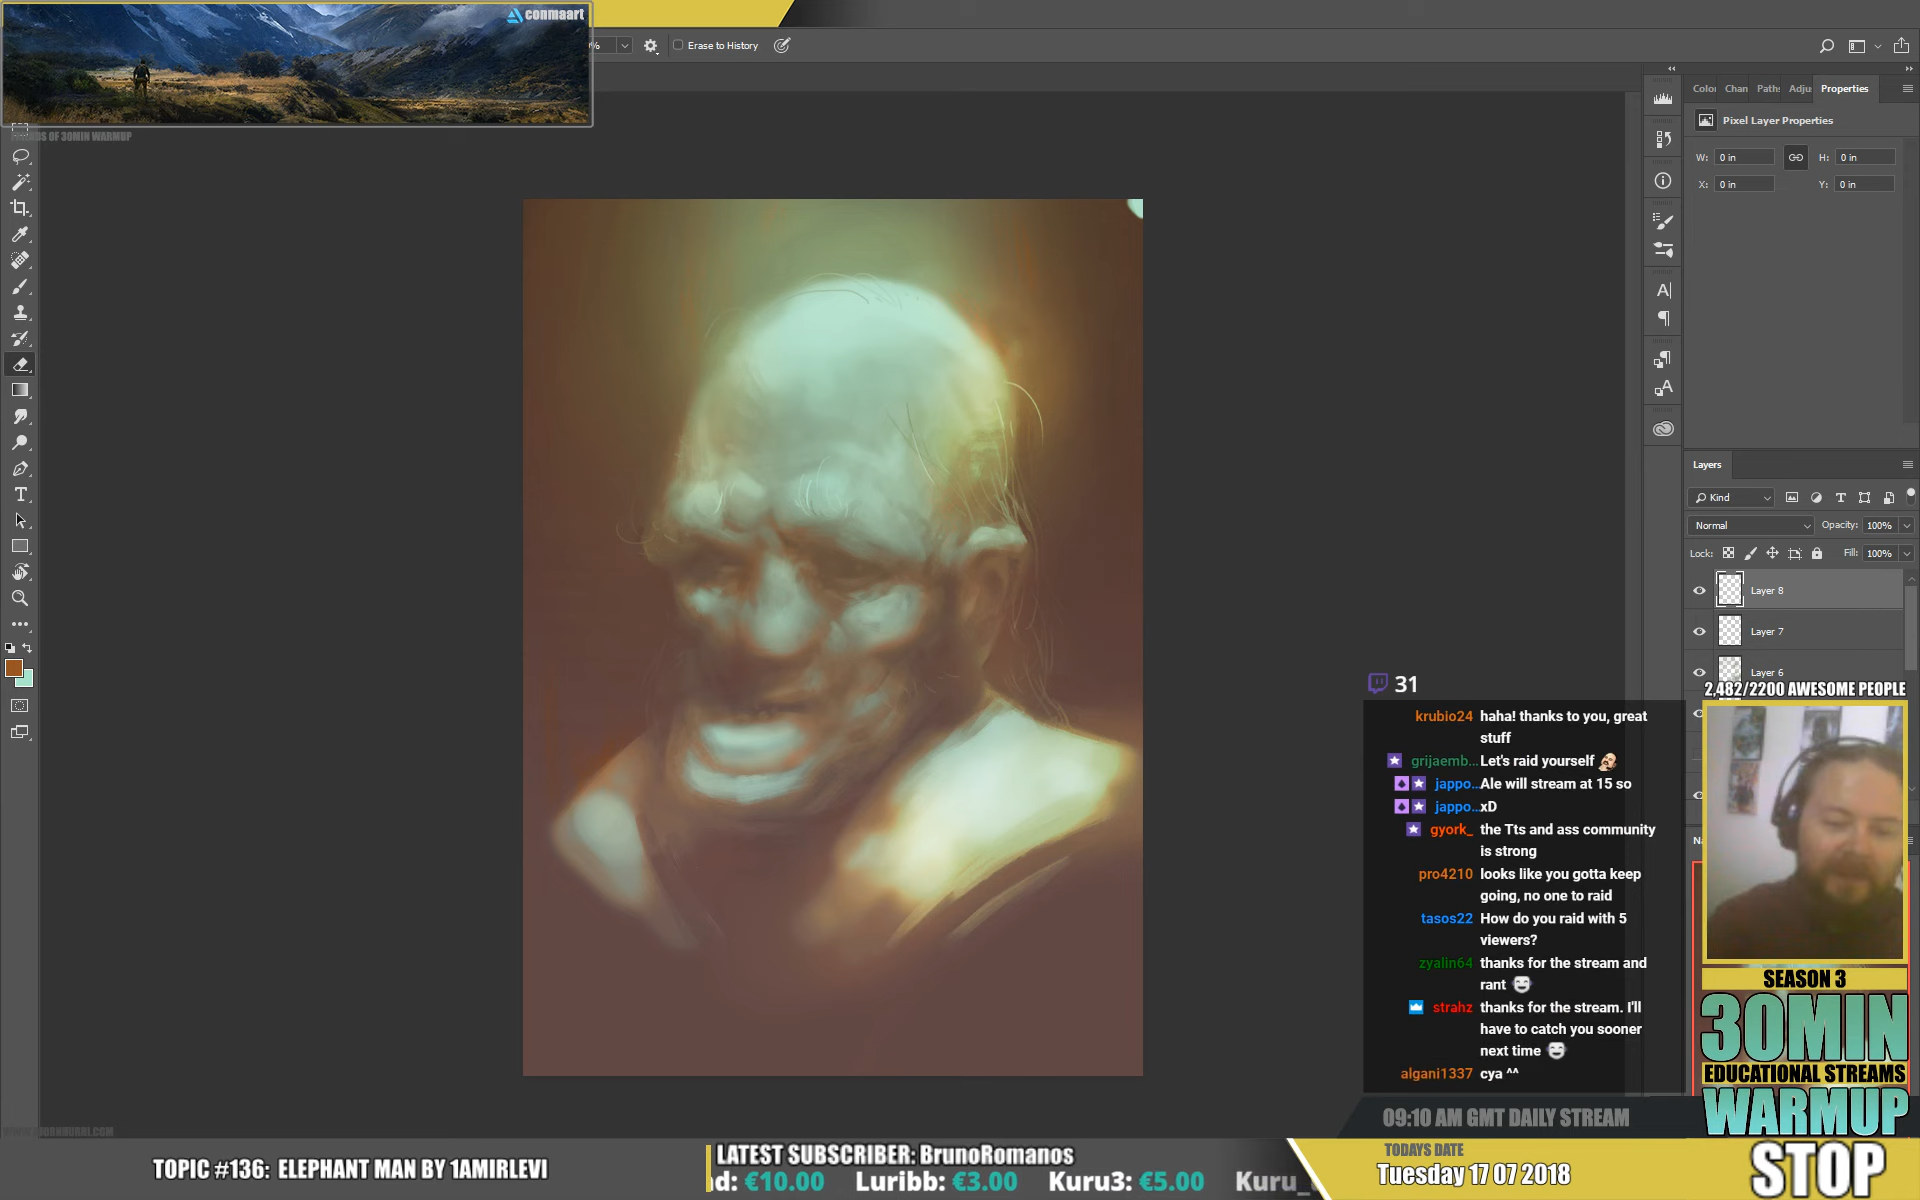 conmaart
%
Erase to History
OF 30MIN WARMUP
Color
Chan
Paths
Adju
Properties
Pixel Layer Properties
W: 0 in
H: 0 in
X: 0 in
Y: 0 in
Layers
Kind
Normal
Opacity: 100%
Lock:
Fill: 100%
Layer 8
Layer 7
Layer 6
2,482/2200 AWESOME PEOPLE
31
krubio24 haha! thanks to you, great
stuff
grijaemb... Let's raid yourself
jappo... Ale will stream at 15 so
jappo... xD
gyork_ the Tts and ass community
is strong
pro4210 looks like you gotta keep
going, no one to raid
tasos22 How do you raid with 5
viewers?
zyalin64 thanks for the stream and
rant
strahz thanks for the stream. I'll
have to catch you sooner
next time
algani1337 cya ^^
SEASON 3
30MIN
EDUCATIONAL STREAMS
WARMUP
STOP
09:10 AM GMT DAILY STREAM
TODAYS DATE
Tuesday 17 07 2018
TOPIC #136: ELEPHANT MAN BY 1AMIRLEVI
LATEST SUBSCRIBER: BrunoRomanos
d: €10.00 Luribb: €3.00 Kuru3: €5.00 Kuru_